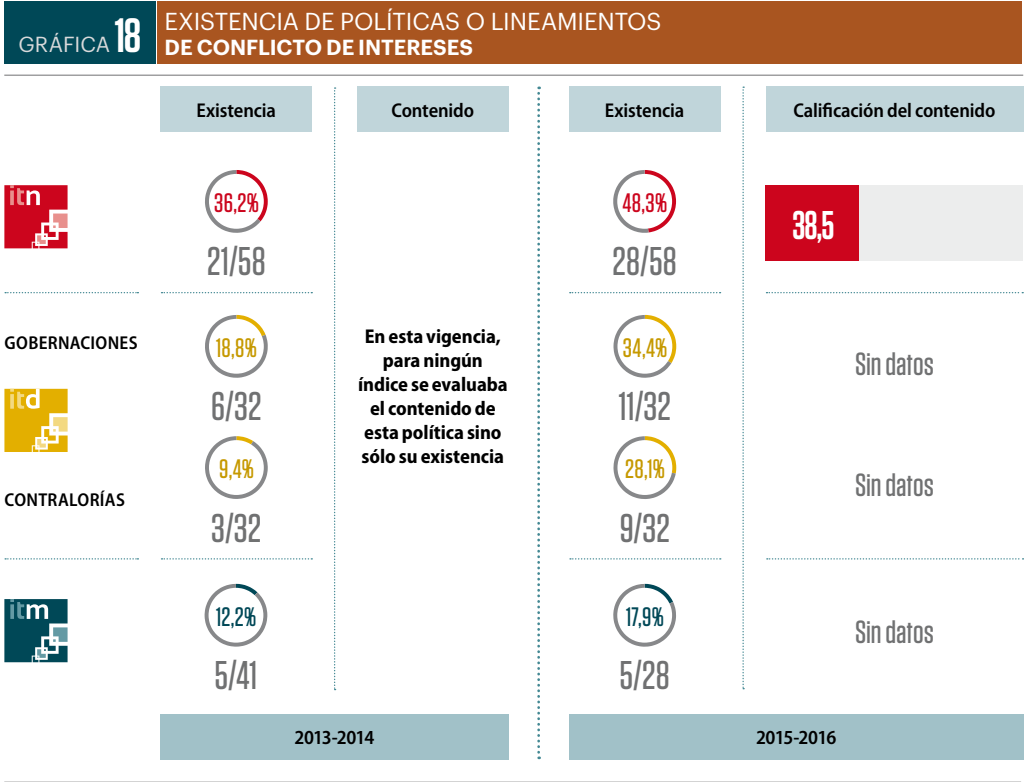 GRÁFICA 18
EXISTENCIA DE POLÍTICAS O LINEAMIENTOS
DE CONFLICTO DE INTERESES
Existencia
Contenido
Existencia
Calificación del contenido
itn
36,2%
21/58
48,3%
28/58
38,5
GOBERNACIONES
itd
CONTRALORÍAS
18,8%
6/32
9,4%
3/32
En esta vigencia,
para ningún
índice se evaluaba
el contenido de
esta política sino
sólo su existencia
34,4%
11/32
Sin datos
28,1%
9/32
Sin datos
itm
12,2%
5/41
17,9%
5/28
Sin datos
2013-2014
2015-2016